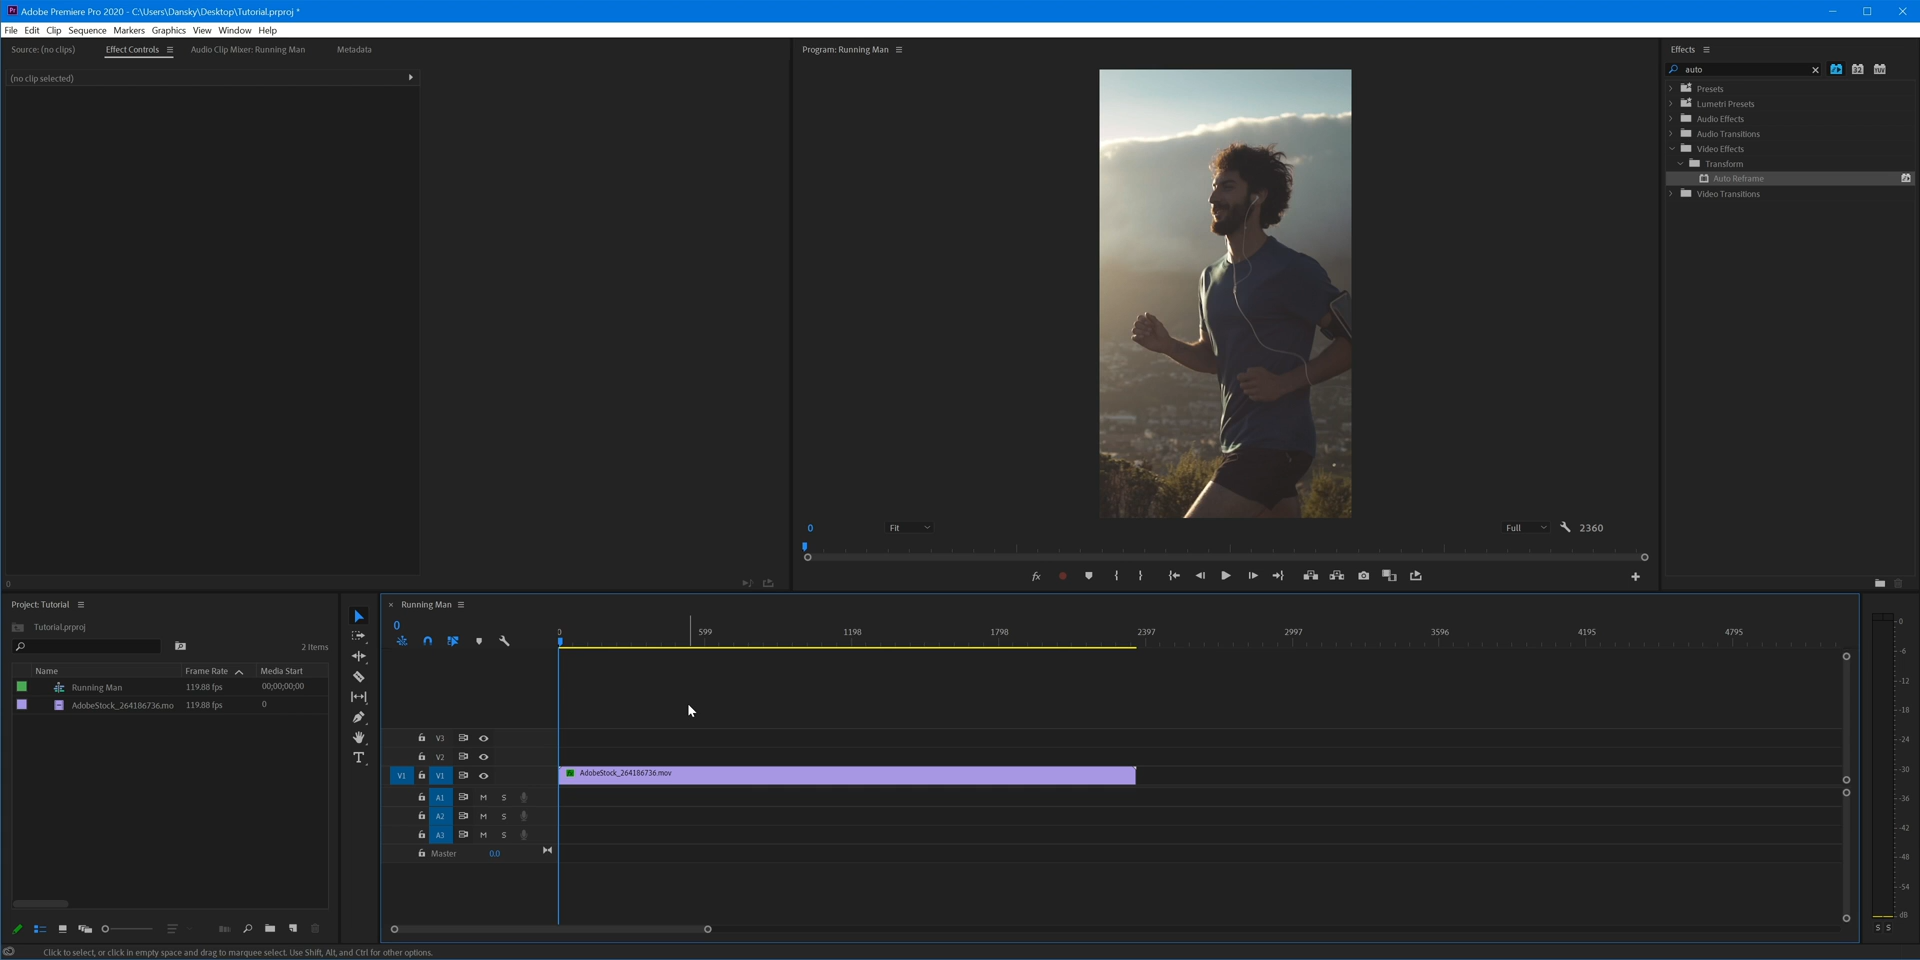 Adobe Premiere Pro 2020 - C:\Users\Dansky\Desktop\Tutorial.prproj *
File Edit Clip Sequence Markers Graphics View Window Help
Source: (no clips) Effect Controls Audio Clip Mixer: Running Man Metadata
(no clip selected)
0
Program: Running Man
0 Fit Full 2360
Effects
auto
Presets
Lumetri Presets
Audio Effects
Audio Transitions
Video Effects
Transform
Auto Reframe
Video Transitions
Project: Tutorial
Tutorial.prproj
2 Items
Name Frame Rate Media Start
Running Man 119.88 fps 00;00;00;00
AdobeStock_264186736.mo 119.88 fps 0
Running Man
0
0 599 1198 1798 2397 2997 3596 4195 4795
V3
V2
V1 V1 AdobeStock_264186736.mov
A1 M S
A2 M S
A3 M S
Master 0.0
0
-6
-12
-18
-24
-30
-36
-42
-48
-54
dB
S S
Click to select, or click in empty space and drag to marquee select. Use Shift, Alt, and Ctrl for other options.